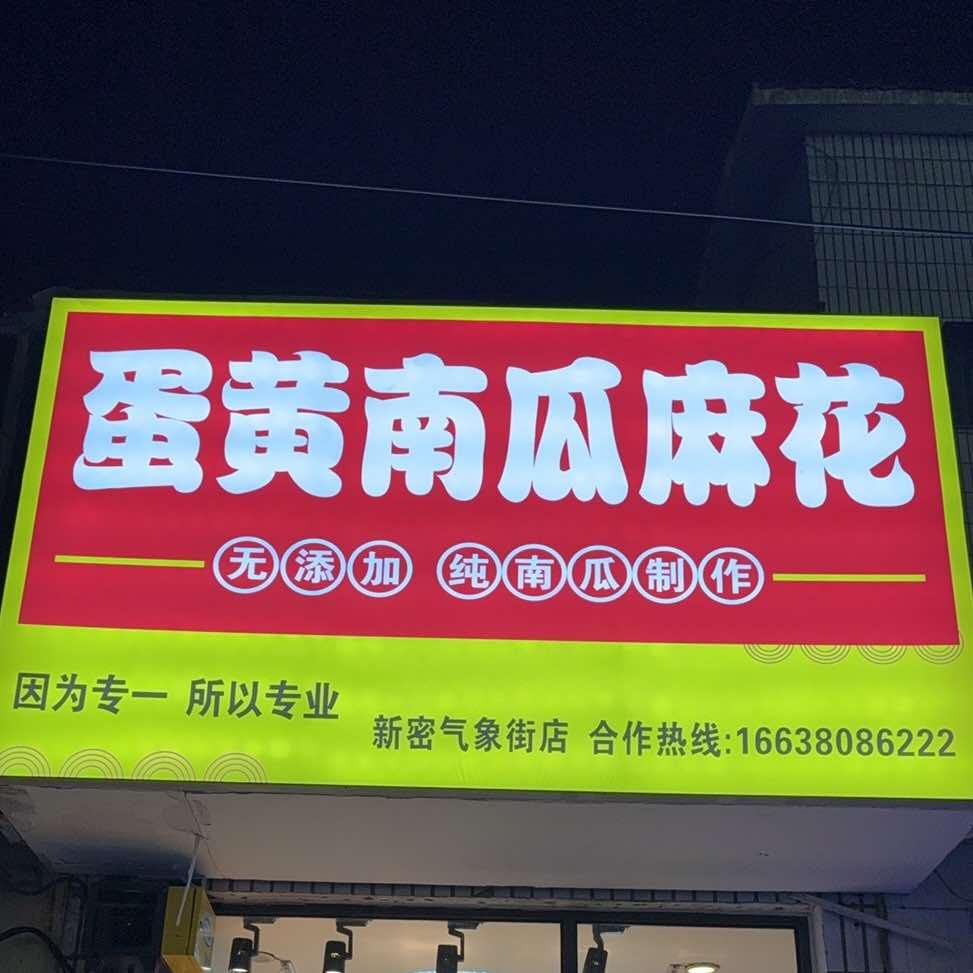 蛋黄南瓜麻花
无添加 纯南瓜制作
因为专一 所以专业
新密气象街店 合作热线:16638086222